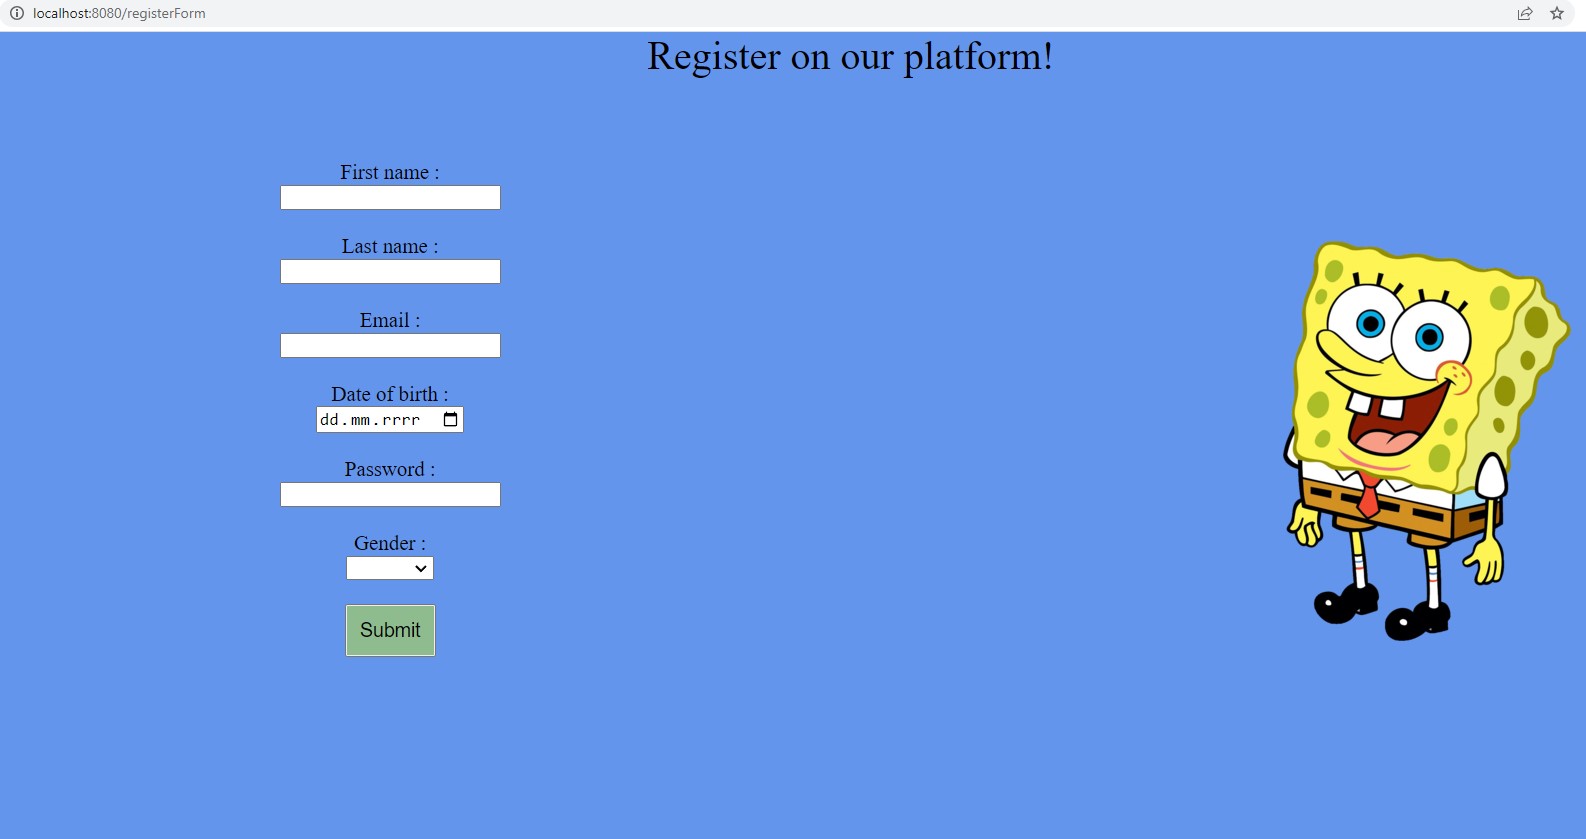 localhost:8080/registerForm
Register on our platform!
First name :
Last name :
Email :
Date of birth :
dd.mm.rrrr
Password :
Gender :
Submit